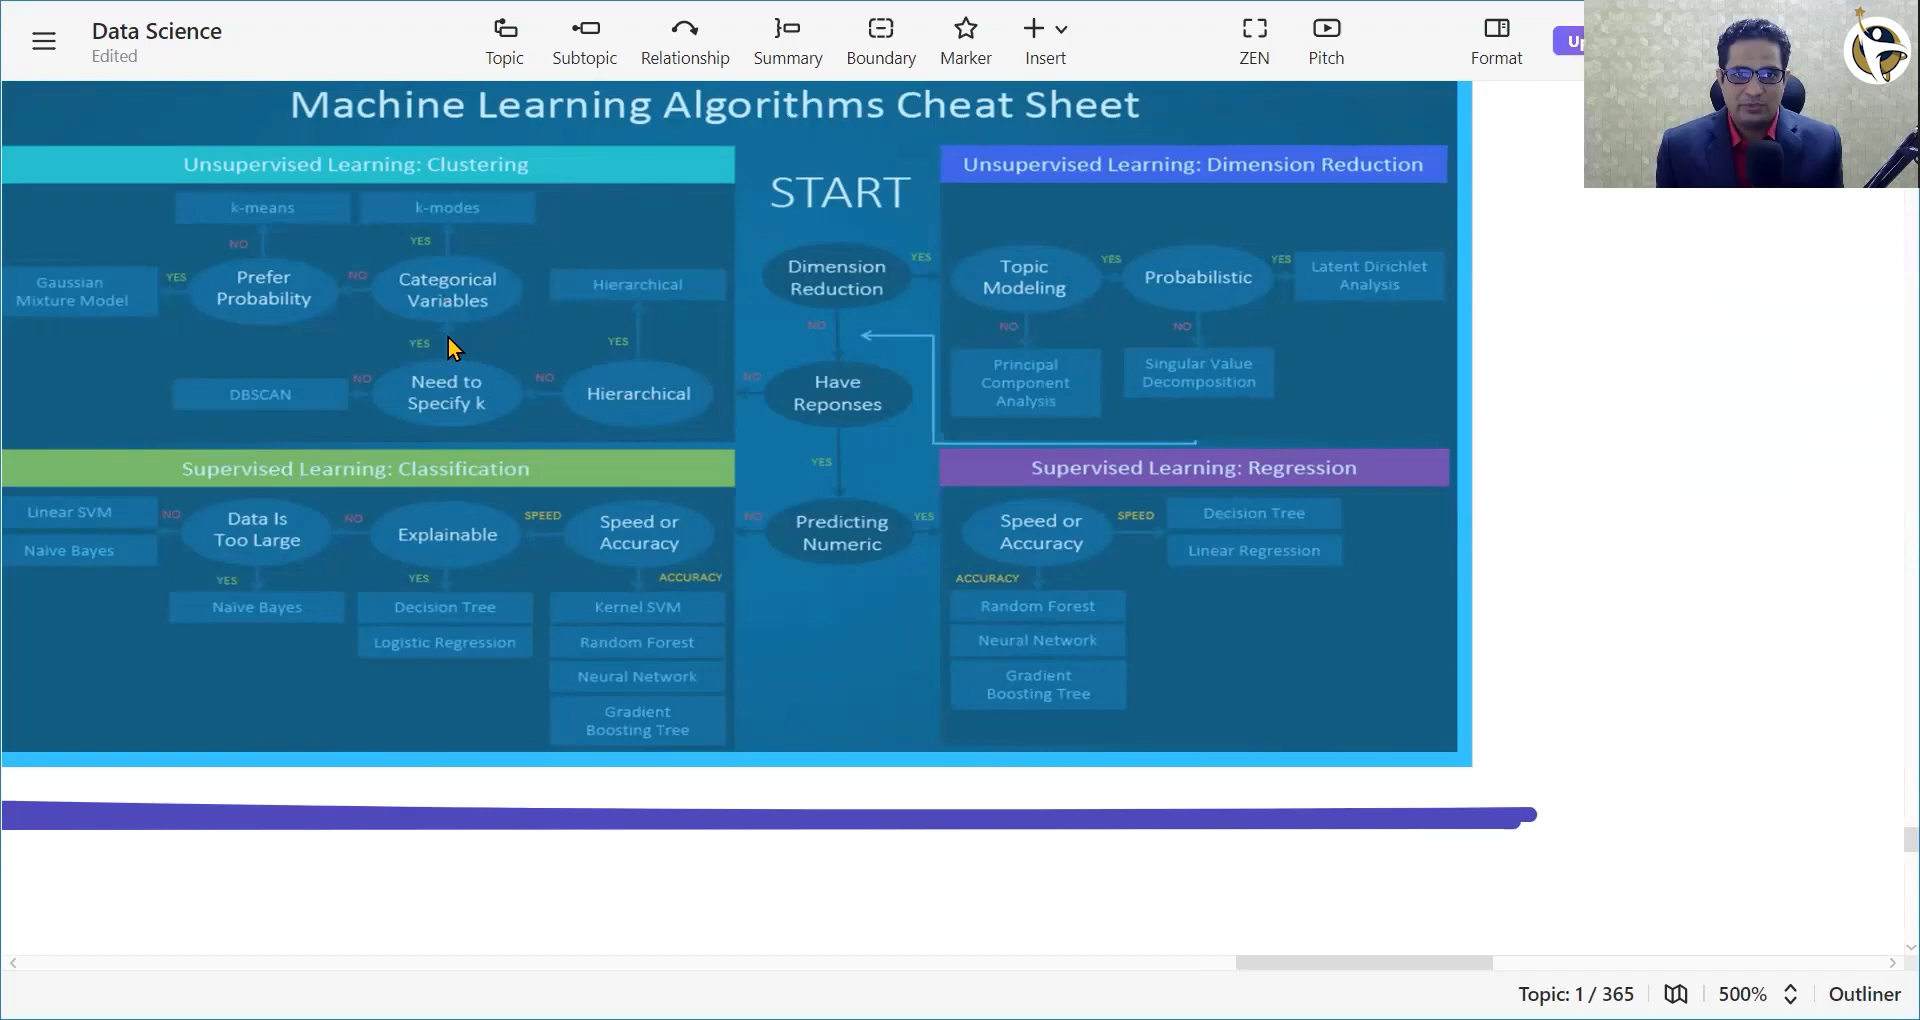 Data Science
Edited
Topic
Subtopic
Relationship
Summary
Boundary
Marker
Insert
ZEN
Pitch
Format
Machine Learning Algorithms Cheat Sheet
Unsupervised Learning: Clustering
START
Unsupervised Learning: Dimension Reduction
k-means
k-modes
NO
YES
Gaussian
Mixture Model
YES
Prefer
Probability
NO
Categorical
Variables
Hierarchical
YES
YES
DBSCAN
NO
Need to
Specify k
NO
Hierarchical
NO
Dimension
Reduction
YES
NO
Have
Reponses
YES
Predicting
Numeric
Topic
Modeling
YES
Probabilistic
YES
Latent Dirichlet
Analysis
NO
NO
Principal
Component
Analysis
Singular Value
Decomposition
Supervised Learning: Classification
Linear SVM
Naive Bayes
NO
Data Is
Too Large
NO
Explainable
SPEED
Speed or
Accuracy
NO
YES
YES
ACCURACY
Naïve Bayes
Decision Tree
Logistic Regression
Kernel SVM
Random Forest
Neural Network
Gradient
Boosting Tree
Supervised Learning: Regression
YES
Speed or
Accuracy
SPEED
Decision Tree
Linear Regression
ACCURACY
Random Forest
Neural Network
Gradient
Boosting Tree
Topic: 1 / 365
500%
Outliner